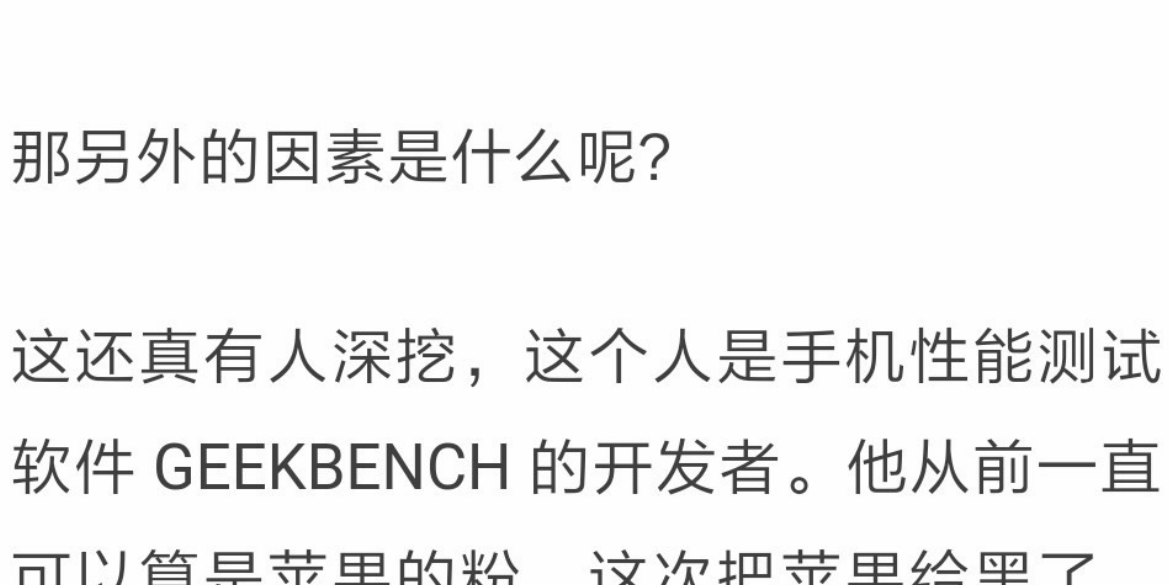 那另外的因素是什么呢?
这还真有人深挖，这个人是手机性能测试
软件 GEEKBENCH 的开发者。他从前一直
可以算是苹果的粉，这次把苹果给黑了